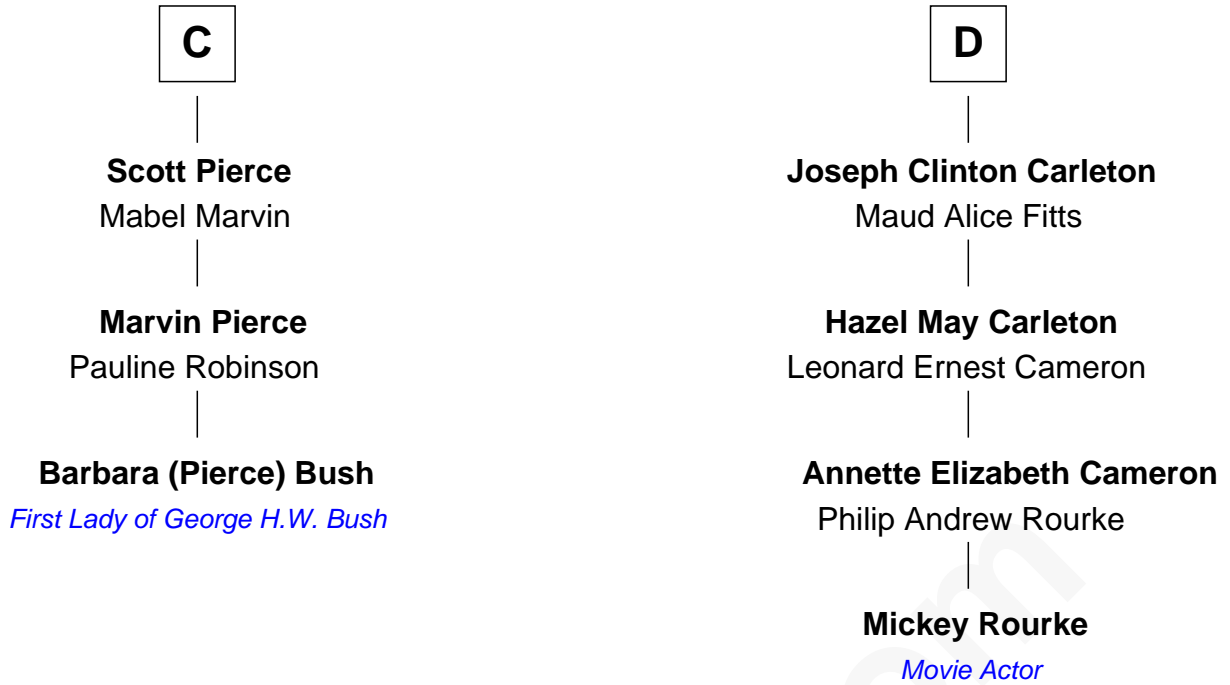 C
Scott Pierce
Mabel Marvin
Marvin Pierce
Pauline Robinson
Barbara (Pierce) Bush
First Lady of George H.W. Bush
D
Joseph Clinton Carleton
Maud Alice Fitts
Hazel May Carleton
Leonard Ernest Cameron
Annette Elizabeth Cameron
Philip Andrew Rourke
Mickey Rourke
Movie Actor